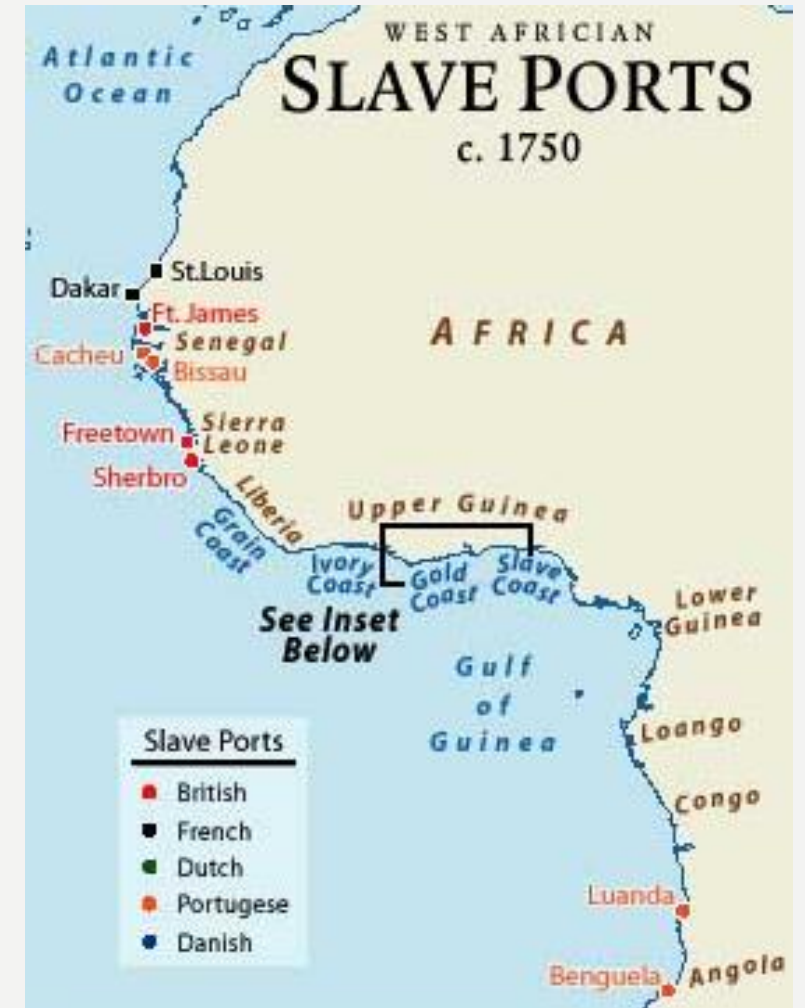 WEST AFRICIAN
SLAVE PORTS
c. 1750
Atlantic
Ocean
St.Louis
Dakar
Ft. James
Senegal
Cacheu
Bissau
AFRICA
Sierra
Leone
Freetown
Sherbro
Liberia
Grain
Coast
Upper Guinea
Ivory
Coast
Gold
Coast
Slave
Coast
See Inset
Below
Lower
Guinea
Gulf
of
Guinea
Loango
Congo
Luanda
Benguela
Angola
Slave Ports
British
French
Dutch
Portugese
Danish